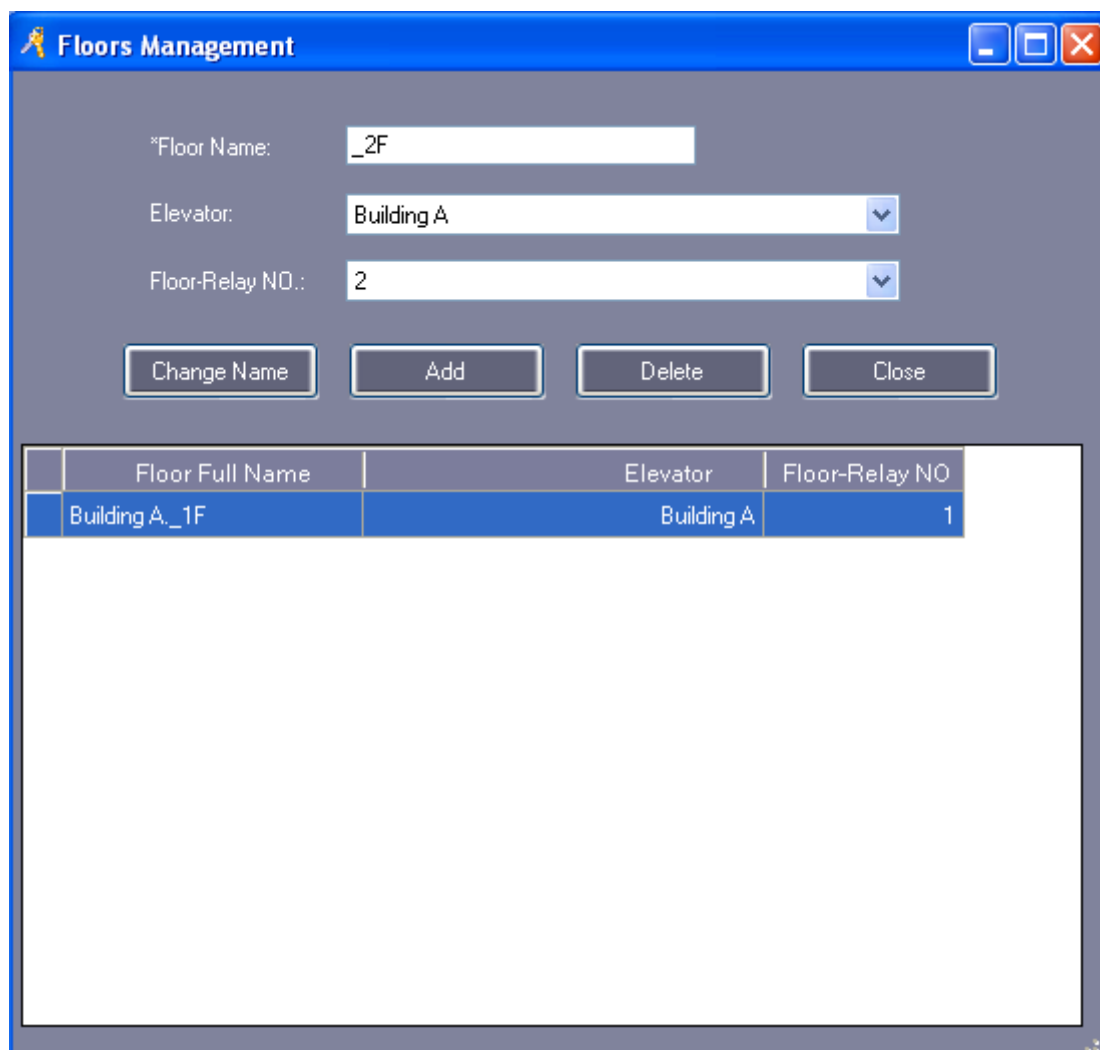 Floors Management
*Floor Name: _2F
Elevator: Building A
Floor-Relay NO.: 2
Change Name Add Delete Close
Floor Full Name Elevator Floor-Relay NO
Building A._1F Building A 1